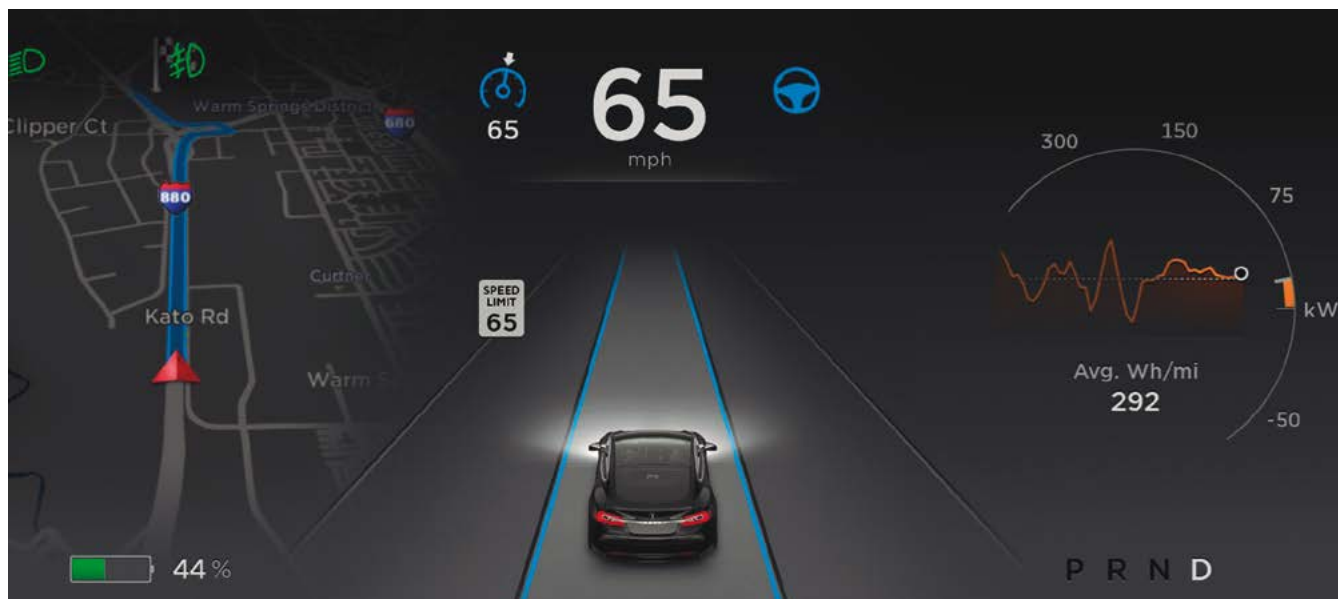 Warm Springs District
680
Clipper Ct
880
Curtner
Kato Rd
Warm S
44 %
65
65
mph
SPEED
LIMIT
65
300
150
75
kW
-50
Avg. Wh/mi
292
P R N D